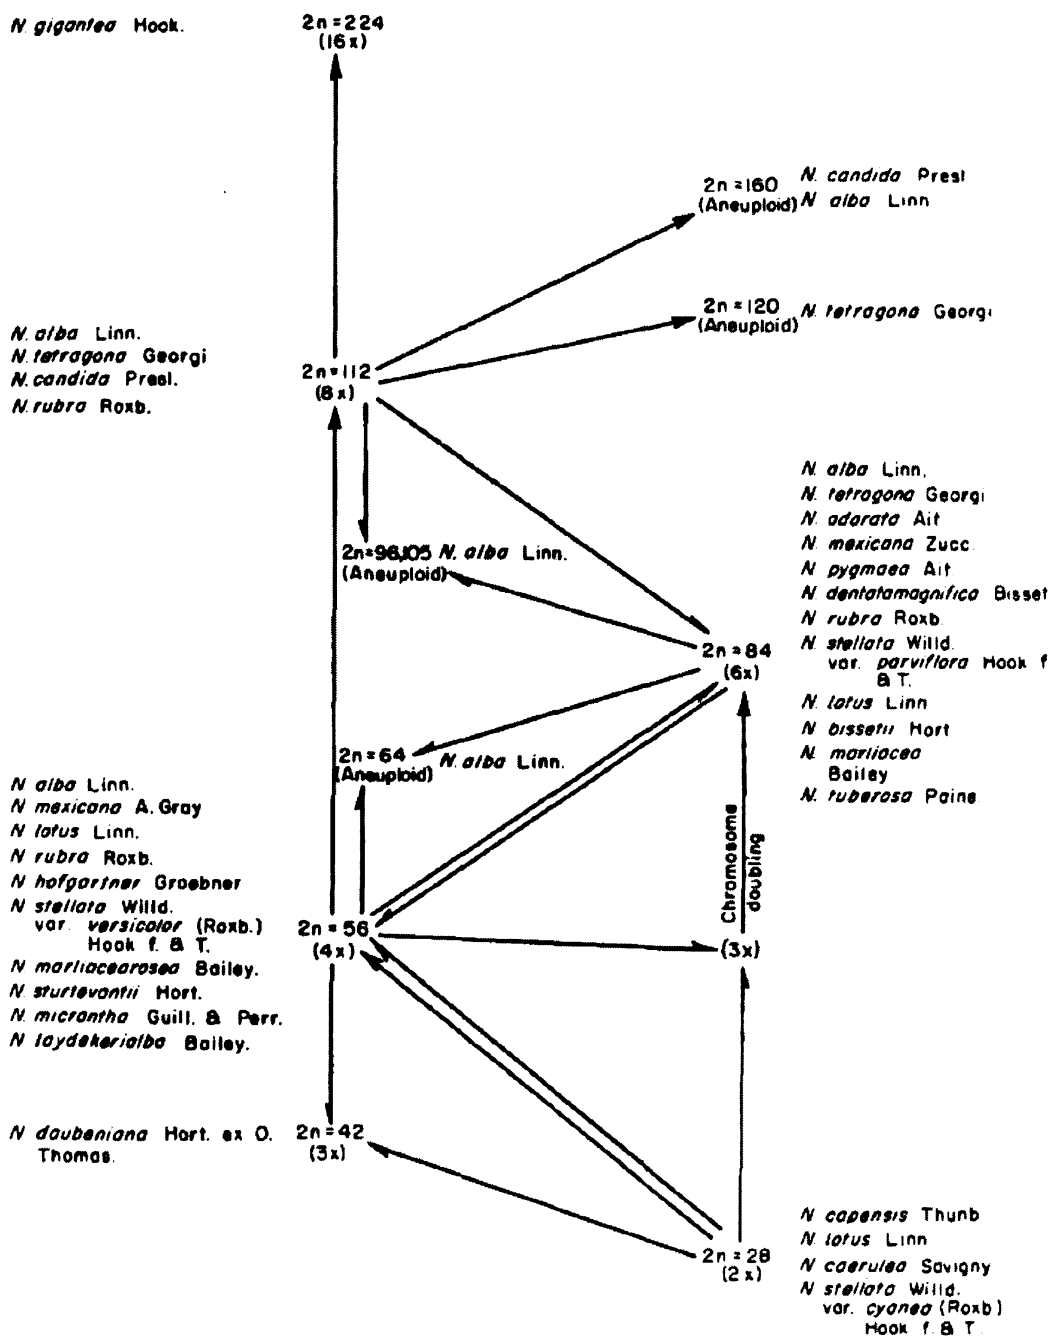 N. gigantea Hook.
2n=224
(16x)
2n=160
(Aneuploid)
N. candida Presl
N. alba Linn
2n=120
(Aneuploid)
N. tetragona Georgi
N. alba Linn.
N. tetragona Georgi
N. candida Presl.
N. rubra Roxb.
2n=112
(8x)
2n=96,105 N. alba Linn.
(Aneuploid)
N. alba Linn.
N. tetragona Georgi
N. odorata Ait
N. mexicana Zucc.
N. pygmaea Ait
N. dentatamagnifica Bisset
N rubra Roxb.
N. stellata Willd.
var. parviflora Hook f
& T.
N. lotus Linn
N bissetii Hort
N. marliacea
Bailey
N. tuberosa Paine
2n=84
(6x)
2n=64 N. alba Linn.
(Aneuploid)
N alba Linn.
N mexicana A. Gray
N lotus Linn.
N rubra Roxb.
N hofgartner Graebner
N stellata Willd.
var. versicolor (Roxb.)
Hook f. & T.
N marliacearosea Bailey.
N. sturtevantii Hort.
N. micrantha Guill. & Perr.
N laydekerialba Bailey.
2n=56
(4x)
Chromosome
doubling
(3x)
N daubeniana Hort. ex O.
Thomas.
2n=42
(3x)
2n=28
(2x)
N capensis Thunb
N. lotus Linn
N caerulea Savigny
N stellata Willd.
var. cyanea (Roxb)
Hook f. & T.